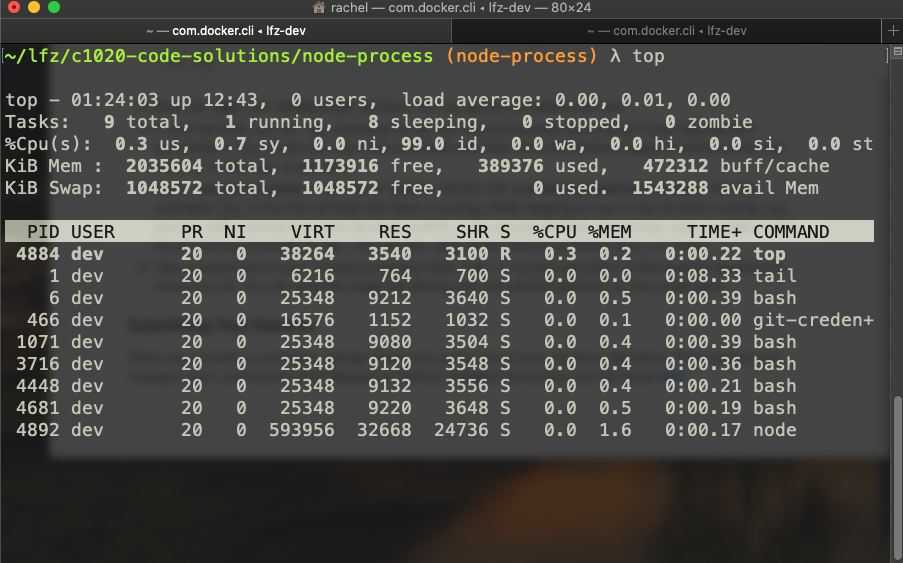 rachel — com.docker.cli ◂ lfz-dev — 80×24
~ — com.docker.cli ◂ lfz-dev
~ — com.docker.cli ◂ lfz-dev
+
[~/lfz/c1020-code-solutions/node-process (node-process) λ top ]
top - 01:24:03 up 12:43,  0 users,  load average: 0.00, 0.01, 0.00
Tasks:   9 total,   1 running,   8 sleeping,   0 stopped,   0 zombie
%Cpu(s):  0.3 us,  0.7 sy,  0.0 ni, 99.0 id,  0.0 wa,  0.0 hi,  0.0 si,  0.0 st
KiB Mem :  2035604 total,  1173916 free,   389376 used,   472312 buff/cache
KiB Swap:  1048572 total,  1048572 free,        0 used.  1543288 avail Mem
PID USER      PR  NI    VIRT    RES    SHR S  %CPU %MEM     TIME+ COMMAND
4884 dev       20   0   38264   3540   3100 R   0.3  0.2   0:00.22 top
1 dev       20   0    6216    764    700 S   0.0  0.0   0:08.33 tail
6 dev       20   0   25348   9212   3640 S   0.0  0.5   0:00.39 bash
466 dev       20   0   16576   1152   1032 S   0.0  0.1   0:00.00 git-creden+
1071 dev       20   0   25348   9080   3504 S   0.0  0.4   0:00.39 bash
3716 dev       20   0   25348   9120   3548 S   0.0  0.4   0:00.36 bash
4448 dev       20   0   25348   9132   3556 S   0.0  0.4   0:00.21 bash
4681 dev       20   0   25348   9220   3648 S   0.0  0.5   0:00.19 bash
4892 dev       20   0  593956  32668  24736 S   0.0  1.6   0:00.17 node